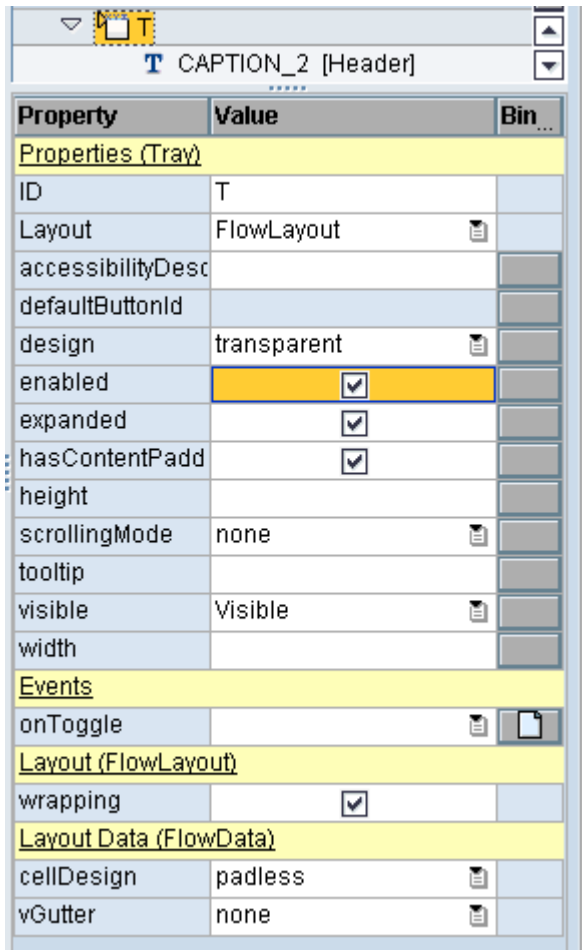 T
T CAPTION_2 [Header]
Property Value Bin...
Properties (Tray)
ID T
Layout FlowLayout
accessibilityDesc
defaultButtonId
design transparent
enabled
expanded
hasContentPadd
height
scrollingMode none
tooltip
visible Visible
width
Events
onToggle
Layout (FlowLayout)
wrapping
Layout Data (FlowData)
cellDesign padless
vGutter none